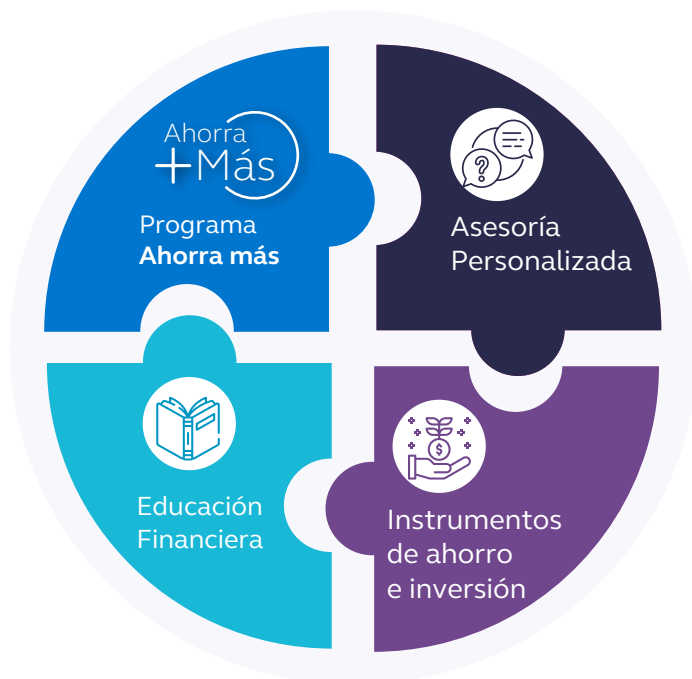 Ahorra
+Más
Programa
Ahorra más
Asesoría
Personalizada
?
Educación
Financiera
$
Instrumentos
de ahorro
e inversión